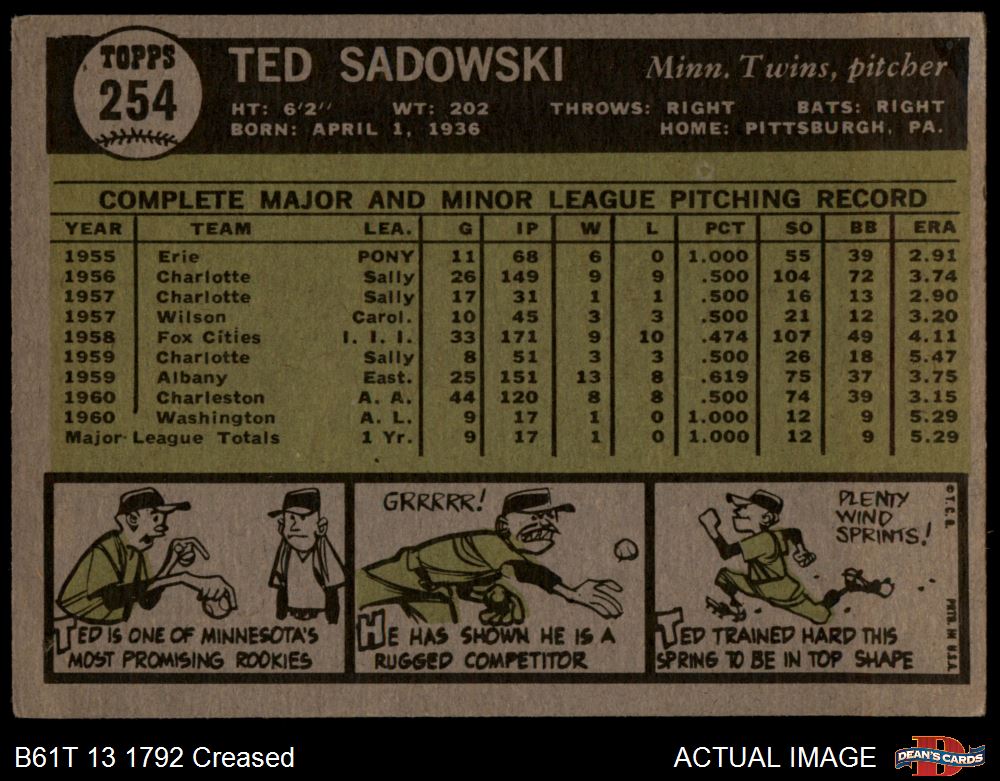 TOPPS
254
TED SADOWSKI
Minn. Twins, pitcher
HT: 6'2" WT: 202 THROWS: RIGHT BATS: RIGHT
BORN: APRIL 1, 1936 HOME: PITTSBURGH, PA.
COMPLETE MAJOR AND MINOR LEAGUE PITCHING RECORD
YEAR TEAM LEA. G IP W L PCT SO BB ERA
1955 Erie PONY 11 68 6 0 1.000 55 39 2.91
1956 Charlotte Sally 26 149 9 9 .500 104 72 3.74
1957 Charlotte Sally 17 31 1 1 .500 16 13 2.90
1957 Wilson Carol. 10 45 3 3 .500 21 12 3.20
1958 Fox Cities I. I. I. 33 171 9 10 .474 107 49 4.11
1959 Charlotte Sally 8 51 3 3 .500 26 18 5.47
1959 Albany East. 25 151 13 8 .619 75 37 3.75
1960 Charleston A. A. 44 120 8 8 .500 74 39 3.15
1960 Washington A. L. 9 17 1 0 1.000 12 9 5.29
Major League Totals 1 Yr. 9 17 1 0 1.000 12 9 5.29
TED IS ONE OF MINNESOTA'S
MOST PROMISING ROOKIES
GRRRRR!
HE HAS SHOWN HE IS A
RUGGED COMPETITOR
PLENTY
WIND
SPRINTS!
TED TRAINED HARD THIS
SPRING TO BE IN TOP SHAPE
© T. C. G.
PRTD. IN U.S.A.
B61T 13 1792 Creased
ACTUAL IMAGE
DEAN'S CARDS